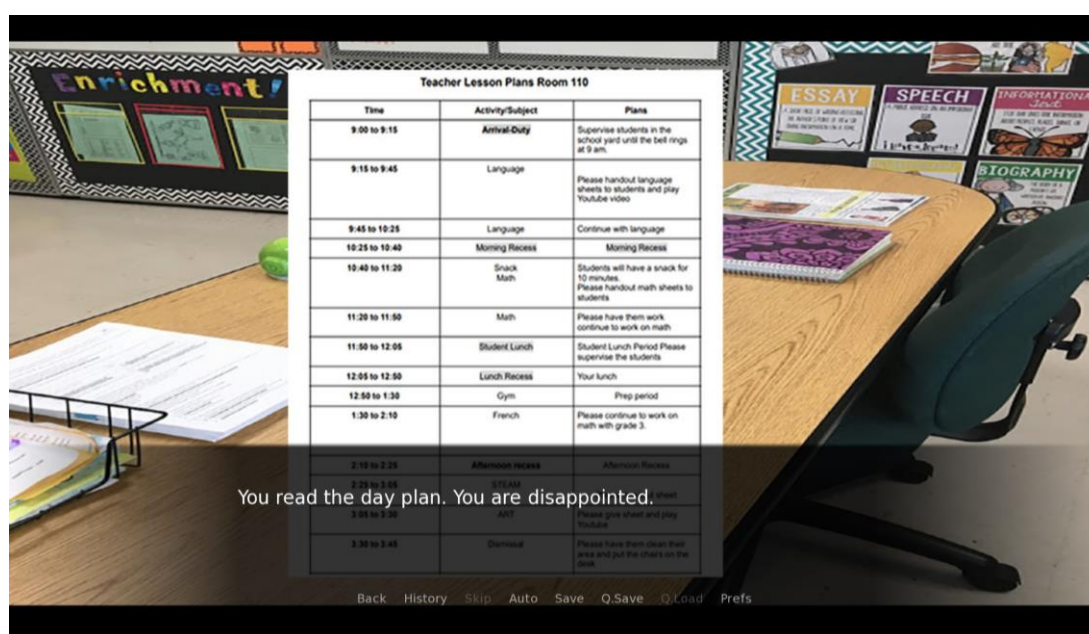 Enrichment!
Teacher Lesson Plans Room 110
Time Activity/Subject Plans
9:00 to 9:15 Arrival-Duty Supervise students in the
school yard until the bell rings
at 9 am.
9:15 to 9:45 Language
Please handout language
sheets to students and play
Youtube video
9:45 to 10:25 Language Continue with language
10:25 to 10:40 Morning Recess Morning Recess
10:40 to 11:20 Snack Students will have a snack for
Math 10 minutes.
Please handout math sheets to
students
11:20 to 11:50 Math Please have them work
continue to work on math
11:50 to 12:05 Student Lunch Student Lunch Period Please
supervise the students
12:05 to 12:50 Lunch Recess Your lunch
12:50 to 1:30 Gym Prep period
1:30 to 2:10 French Please continue to work on
math with grade 3.
2:10 to 2:25 Afternoon recess Afternoon Recess
2:25 to 3:05 STEAM
sheet
3:05 to 3:30 ART Please give sheet and play
Youtube
3:30 to 3:45 Dismissal Please have them clean their
area and put the chairs on the
desk
ESSAY
SPEECH
INFORMATIONAL
Text
BIOGRAPHY
You read the day plan. You are disappointed.
Back History Skip Auto Save Q.Save Q.Load Prefs